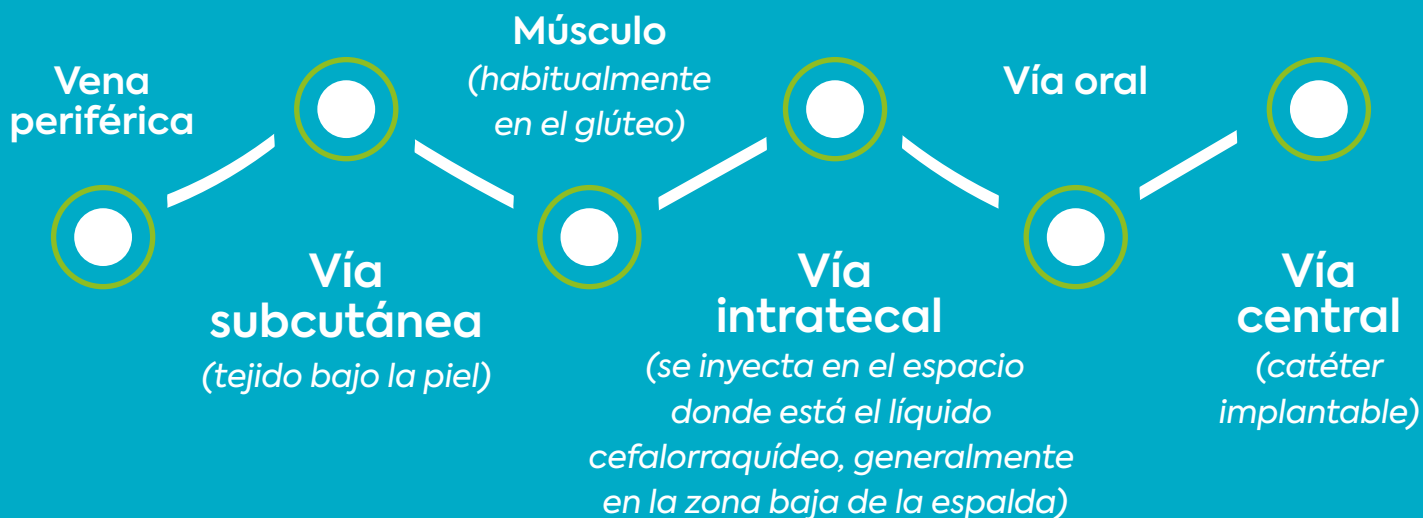 Vena
periférica
Vía
subcutánea
(tejido bajo la piel)
Músculo
(habitualmente
en el glúteo)
Vía
intratecal
(se inyecta en el espacio
donde está el líquido
cefalorraquídeo, generalmente
en la zona baja de la espalda)
Vía oral
Vía
central
(catéter
implantable)